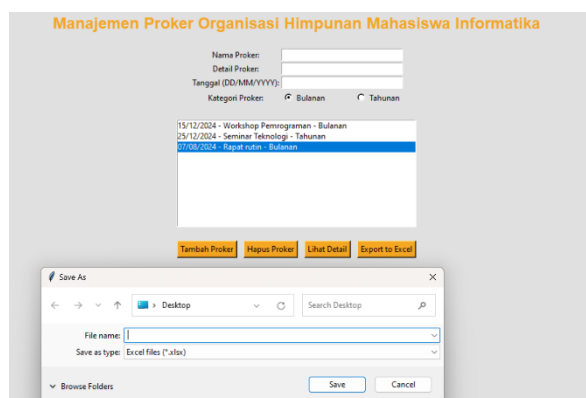 Manajemen Proker Organisasi Himpunan Mahasiswa Informatika
Nama Proker:
Detail Proker:
Tanggal (DD/MM/YYYY):
Kategori Proker: Bulanan Tahunan
15/12/2024 - Workshop Pemrograman - Bulanan
25/12/2024 - Seminar Teknologi - Tahunan
07/08/2024 - Rapat rutin - Bulanan
Tambah Proker Hapus Proker Lihat Detail Export to Excel
Save As
Desktop Search Desktop
File name:
Save as type: Excel files (*.xlsx)
Browse Folders Save Cancel